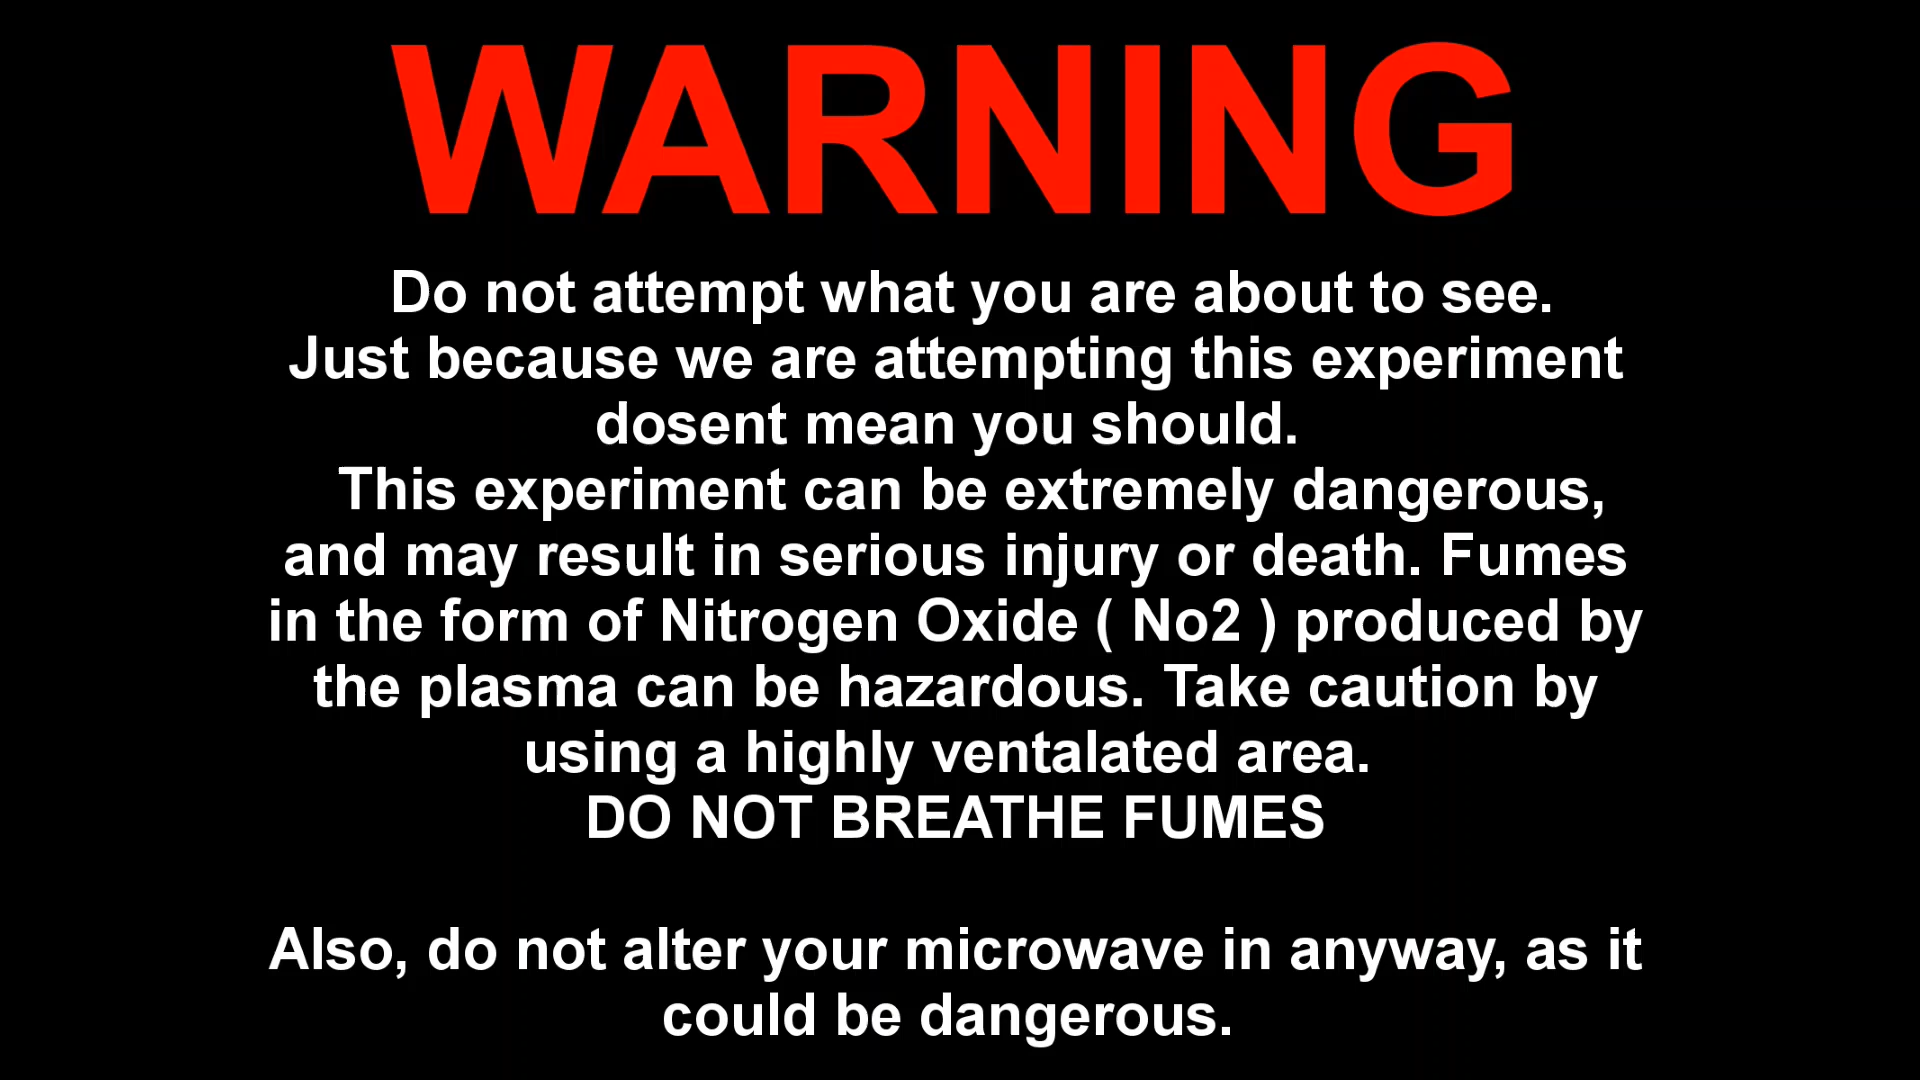 WARNING
Do not attempt what you are about to see.
Just because we are attempting this experiment
dosent mean you should.
This experiment can be extremely dangerous,
and may result in serious injury or death. Fumes
in the form of Nitrogen Oxide ( No2 ) produced by
the plasma can be hazardous. Take caution by
using a highly ventalated area.
DO NOT BREATHE FUMES
Also, do not alter your microwave in anyway, as it
could be dangerous.